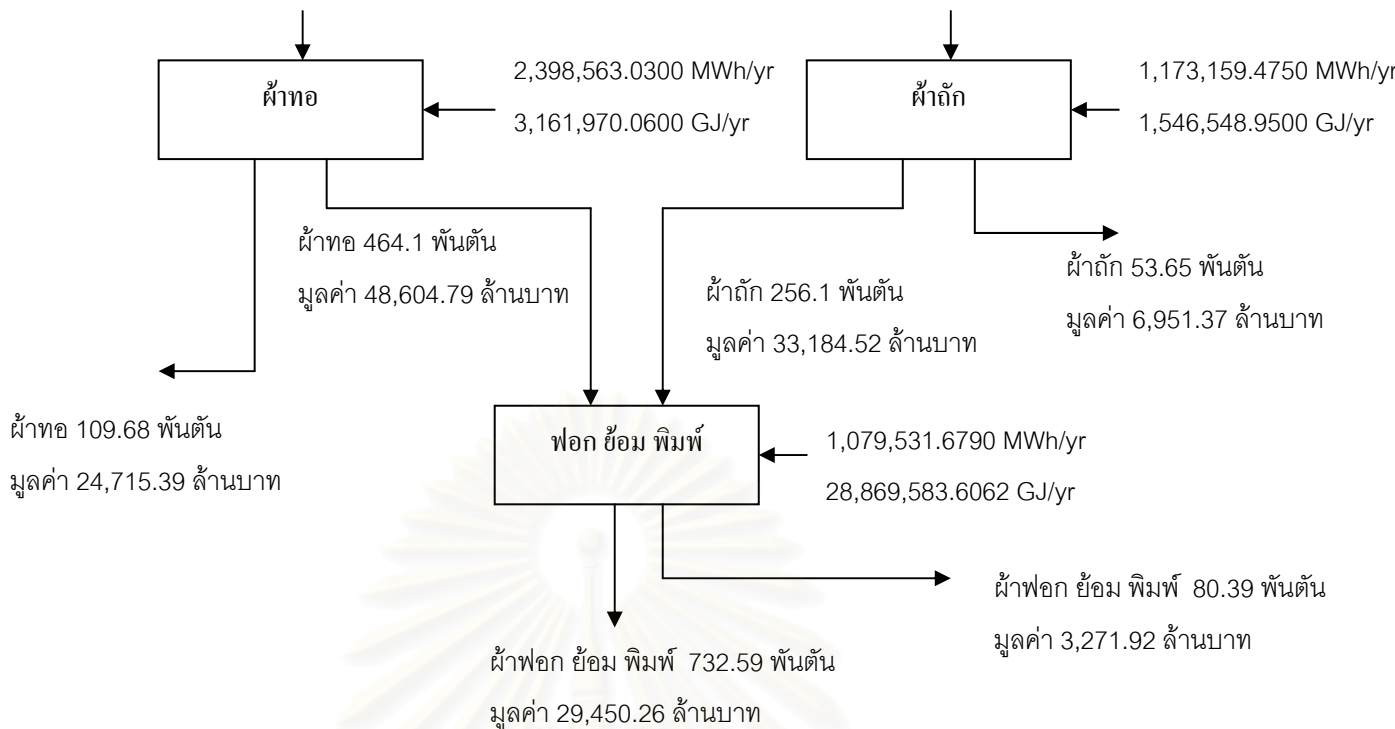 ผ้าทอ
2,398,563.0300 MWh/yr
3,161,970.0600 GJ/yr
ผ้าถัก
1,173,159.4750 MWh/yr
1,546,548.9500 GJ/yr
ผ้าทอ 464.1 พันตัน
มูลค่า 48,604.79 ล้านบาท
ผ้าถัก 256.1 พันตัน
มูลค่า 33,184.52 ล้านบาท
ผ้าถัก 53.65 พันตัน
มูลค่า 6,951.37 ล้านบาท
ผ้าทอ 109.68 พันตัน
มูลค่า 24,715.39 ล้านบาท
ฟอก ย้อม พิมพ์
1,079,531.6790 MWh/yr
28,869,583.6062 GJ/yr
ผ้าฟอก ย้อม พิมพ์ 80.39 พันตัน
มูลค่า 3,271.92 ล้านบาท
ผ้าฟอก ย้อม พิมพ์ 732.59 พันตัน
มูลค่า 29,450.26 ล้านบาท